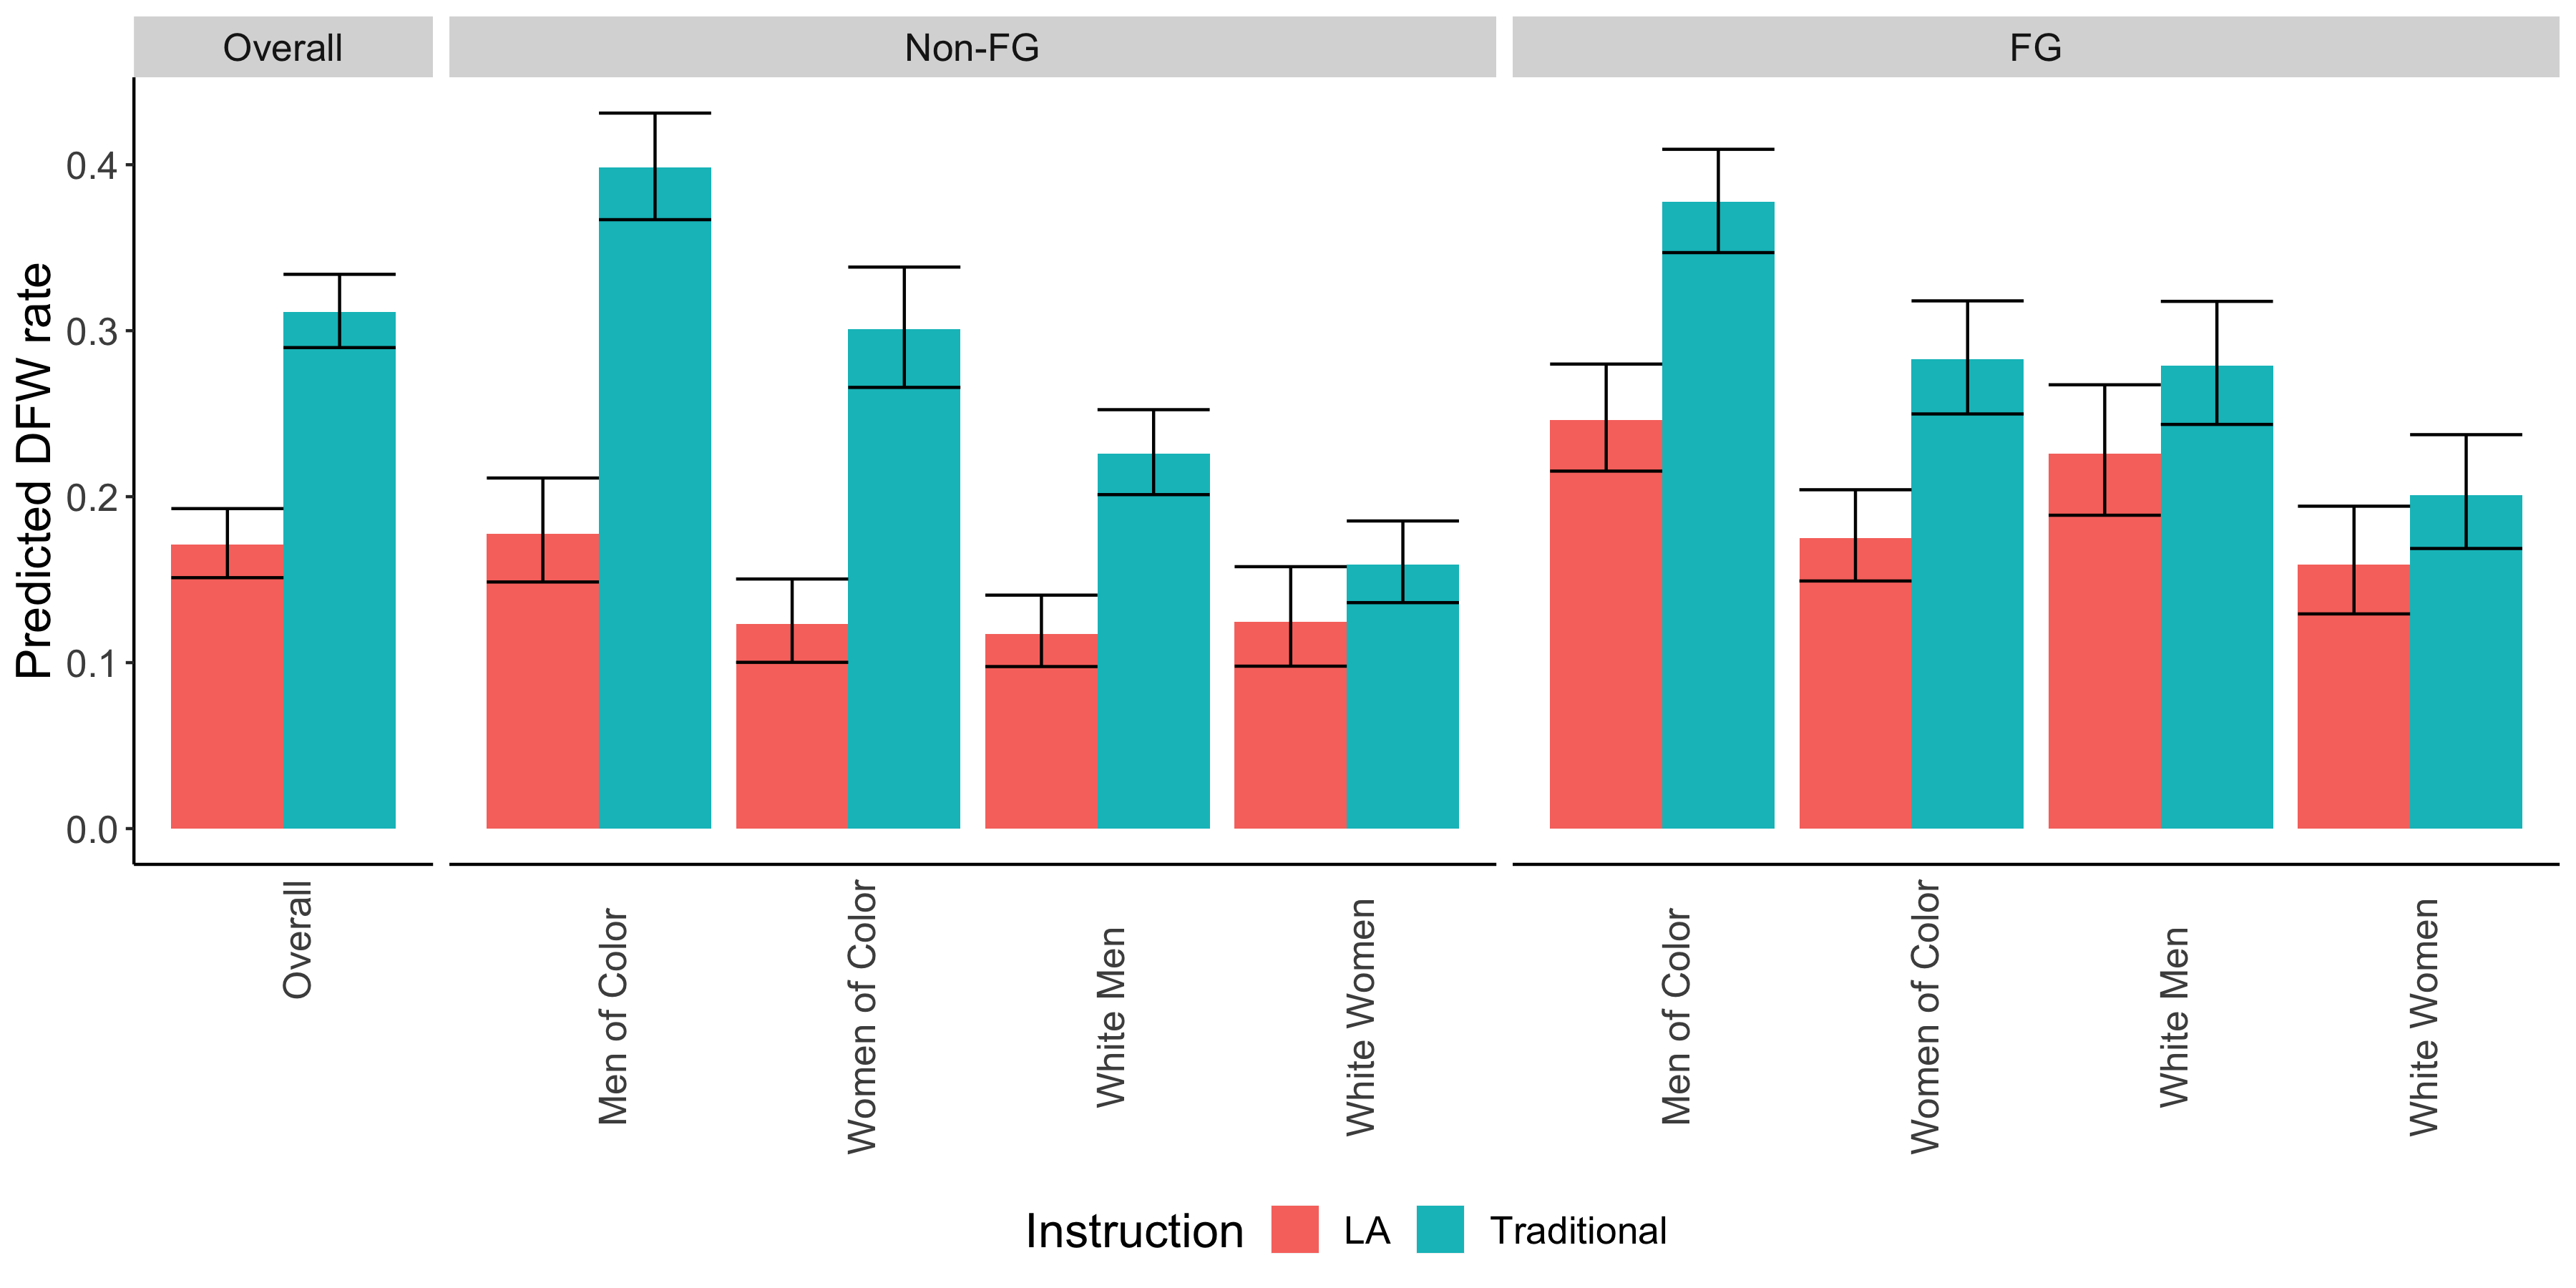 Overall
Non-FG
FG
Predicted DFW rate
0.4
0.3
0.2
0.1
0.0
Overall
Men of Color
Women of Color
White Men
White Women
Men of Color
Women of Color
White Men
White Women
Instruction LA Traditional